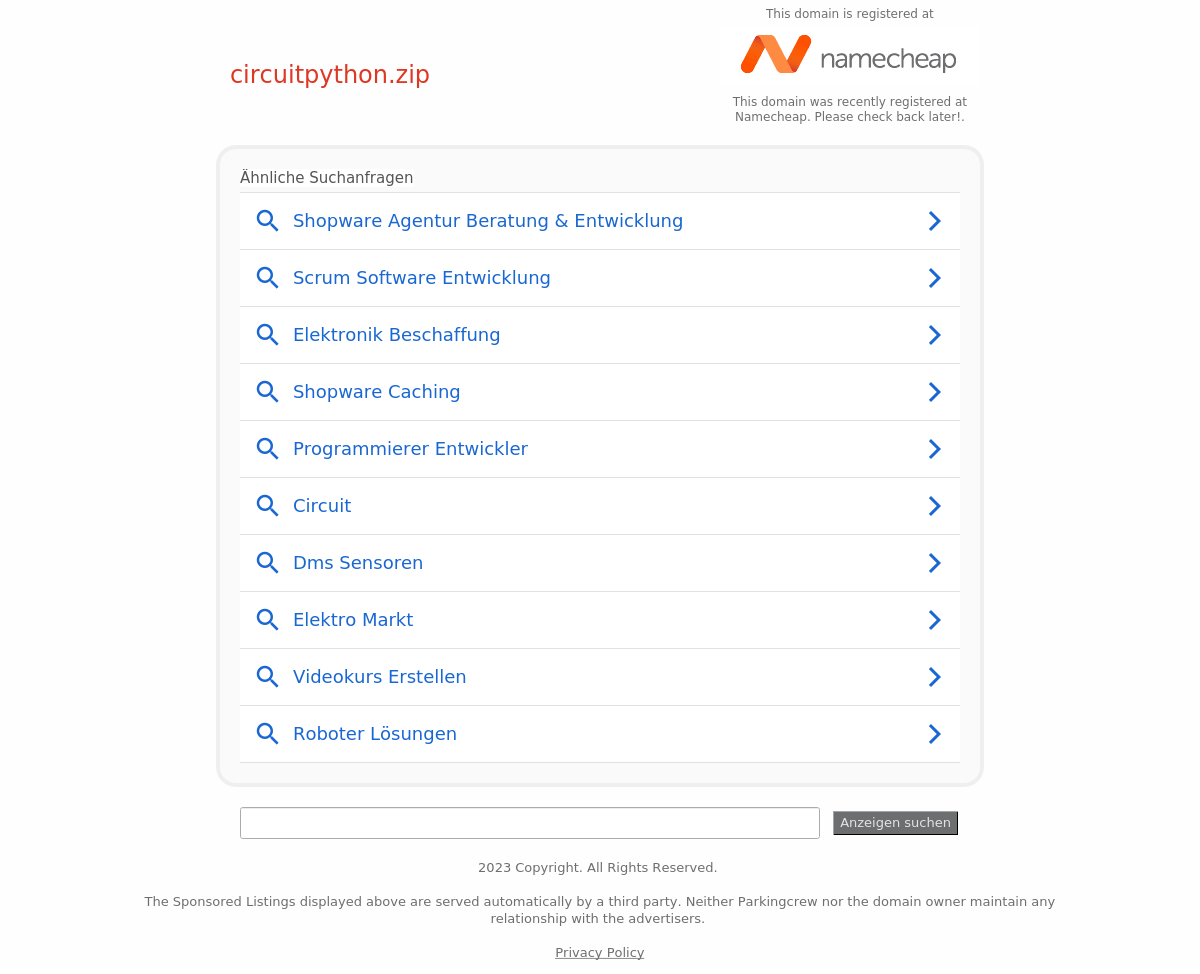 This domain is registered at
namecheap
circuitpython.zip
This domain was recently registered at
Namecheap. Please check back later!.
Ähnliche Suchanfragen
Shopware Agentur Beratung & Entwicklung
Scrum Software Entwicklung
Elektronik Beschaffung
Shopware Caching
Programmierer Entwickler
Circuit
Dms Sensoren
Elektro Markt
Videokurs Erstellen
Roboter Lösungen
Anzeigen suchen
2023 Copyright. All Rights Reserved.
The Sponsored Listings displayed above are served automatically by a third party. Neither Parkingcrew nor the domain owner maintain any
relationship with the advertisers.
Privacy Policy